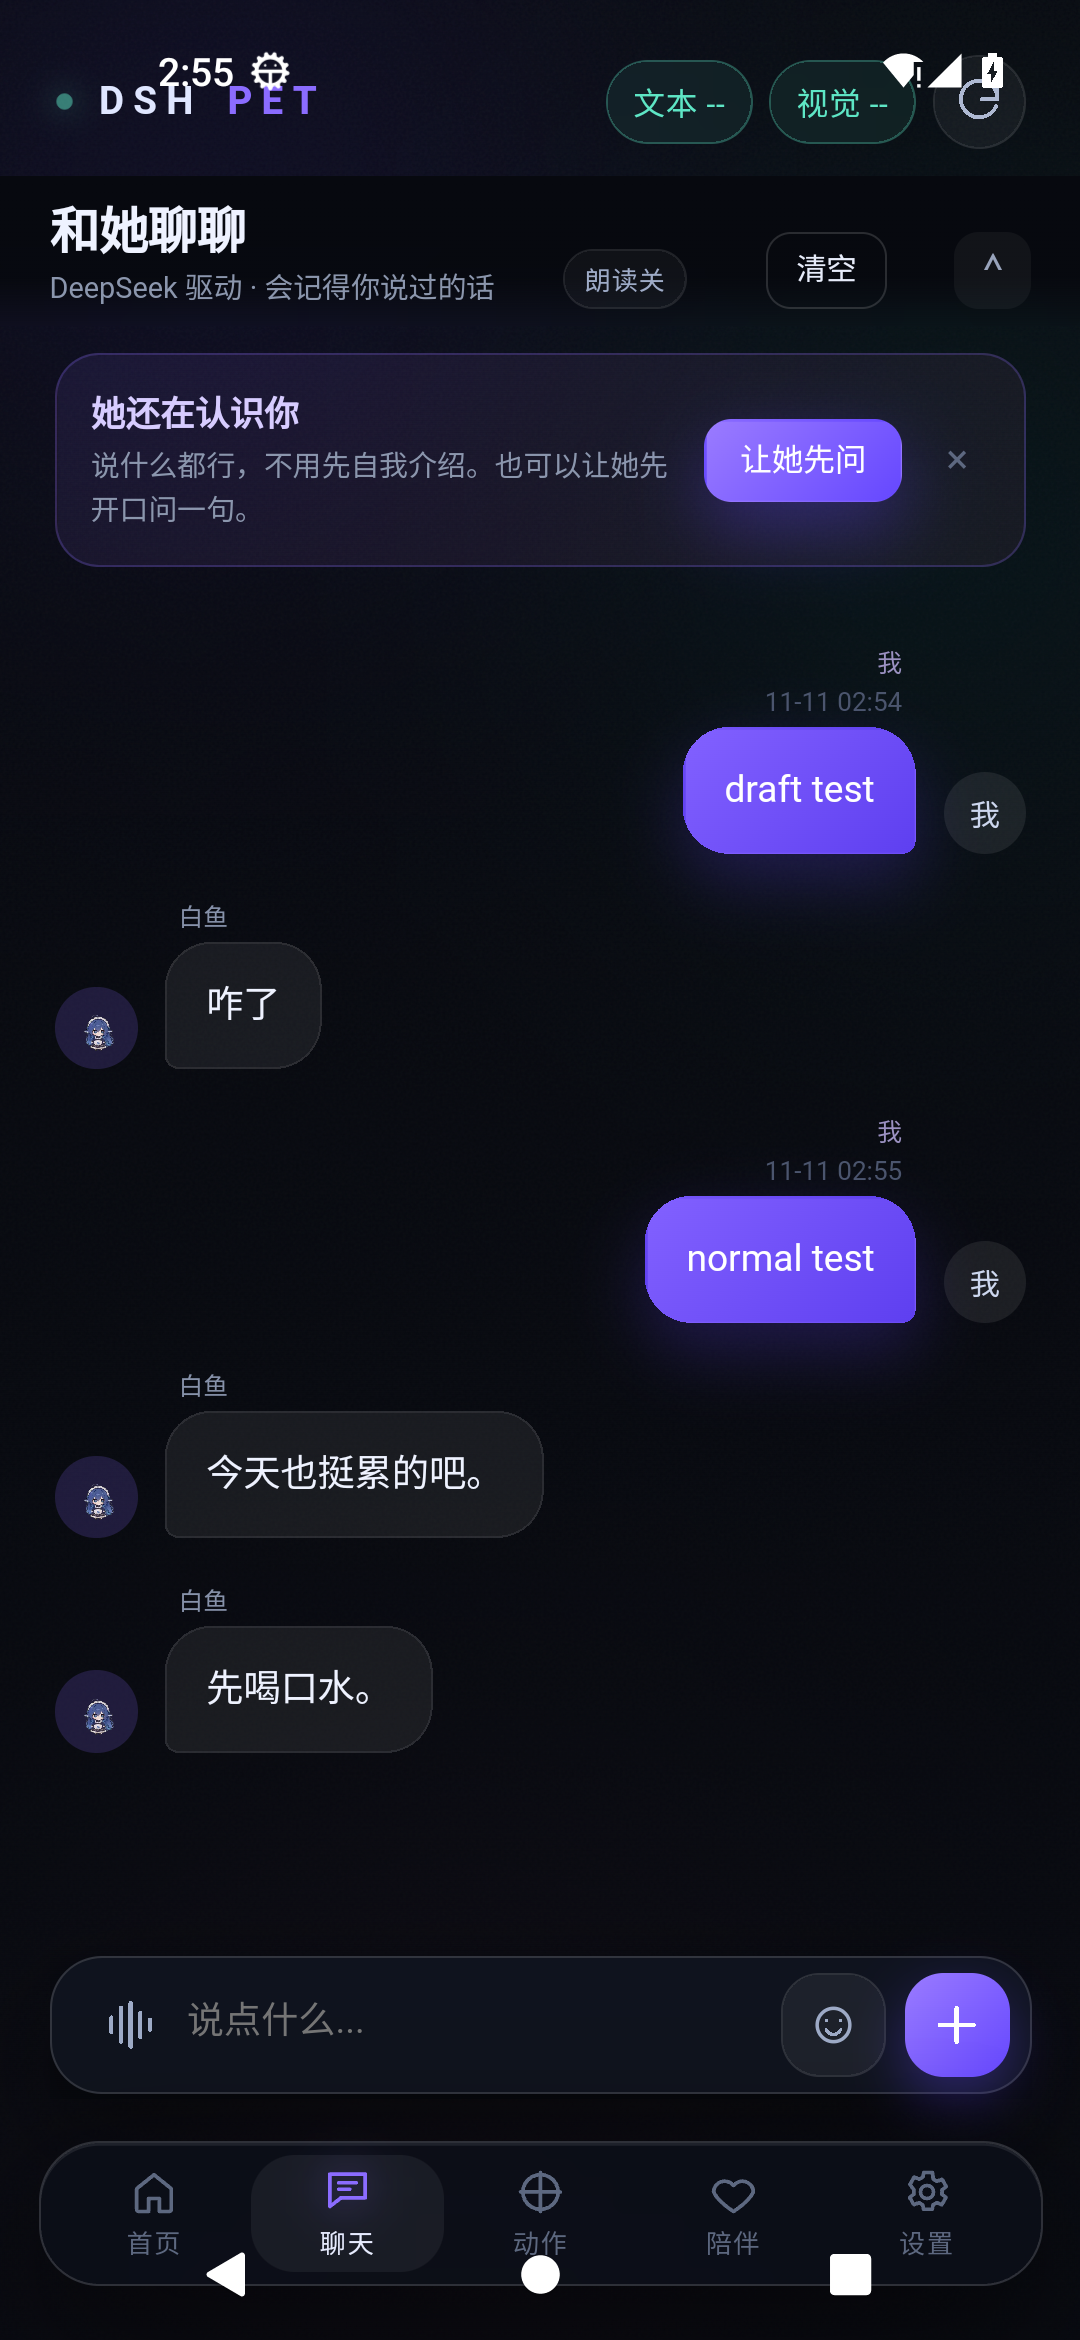 2:55
DSH PET
文本 --
视觉 --
和她聊聊
DeepSeek 驱动 · 会记得你说过的话
朗读关
清空
她还在认识你
说什么都行，不用先自我介绍。也可以让她先
开口问一句。
让她先问
我
11-11 02:54
draft test
我
白鱼
咋了
我
11-11 02:55
normal test
我
白鱼
今天也挺累的吧。
白鱼
先喝口水。
说点什么...
首页
聊天
动作
陪伴
设置